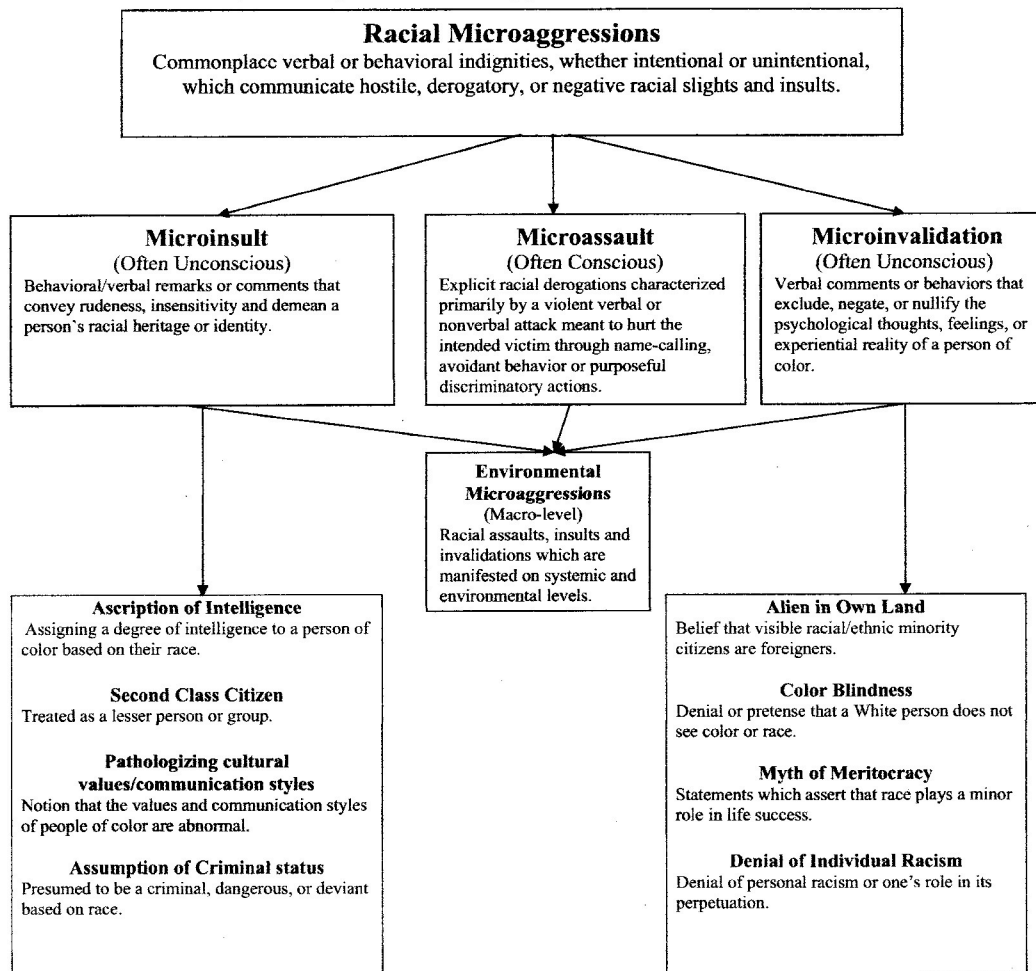 Racial Microaggressions
Commonplace verbal or behavioral indignities, whether intentional or unintentional,
which communicate hostile, derogatory, or negative racial slights and insults.
Microinsult
(Often Unconscious)
Behavioral/verbal remarks or comments that
convey rudeness, insensitivity and demean a
person`s racial heritage or identity.
Microassault
(Often Conscious)
Explicit racial derogations characterized
primarily by a violent verbal or
nonverbal attack meant to hurt the
intended victim through name-calling,
avoidant behavior or purposeful
discriminatory actions.
Microinvalidation
(Often Unconscious)
Verbal comments or behaviors that
exclude, negate, or nullify the
psychological thoughts, feelings, or
experiential reality of a person of
color.
Environmental
Microaggressions
(Macro-level)
Racial assaults, insults and
invalidations which are
manifested on systemic and
environmental levels.
Ascription of Intelligence
Assigning a degree of intelligence to a person of
color based on their race.
Second Class Citizen
Treated as a lesser person or group.
Pathologizing cultural
values/communication styles
Notion that the values and communication styles
of people of color are abnormal.
Assumption of Criminal status
Presumed to be a criminal, dangerous, or deviant
based on race.
Alien in Own Land
Belief that visible racial/ethnic minority
citizens are foreigners.
Color Blindness
Denial or pretense that a White person does not
see color or race.
Myth of Meritocracy
Statements which assert that race plays a minor
role in life success.
Denial of Individual Racism
Denial of personal racism or one's role in its
perpetuation.